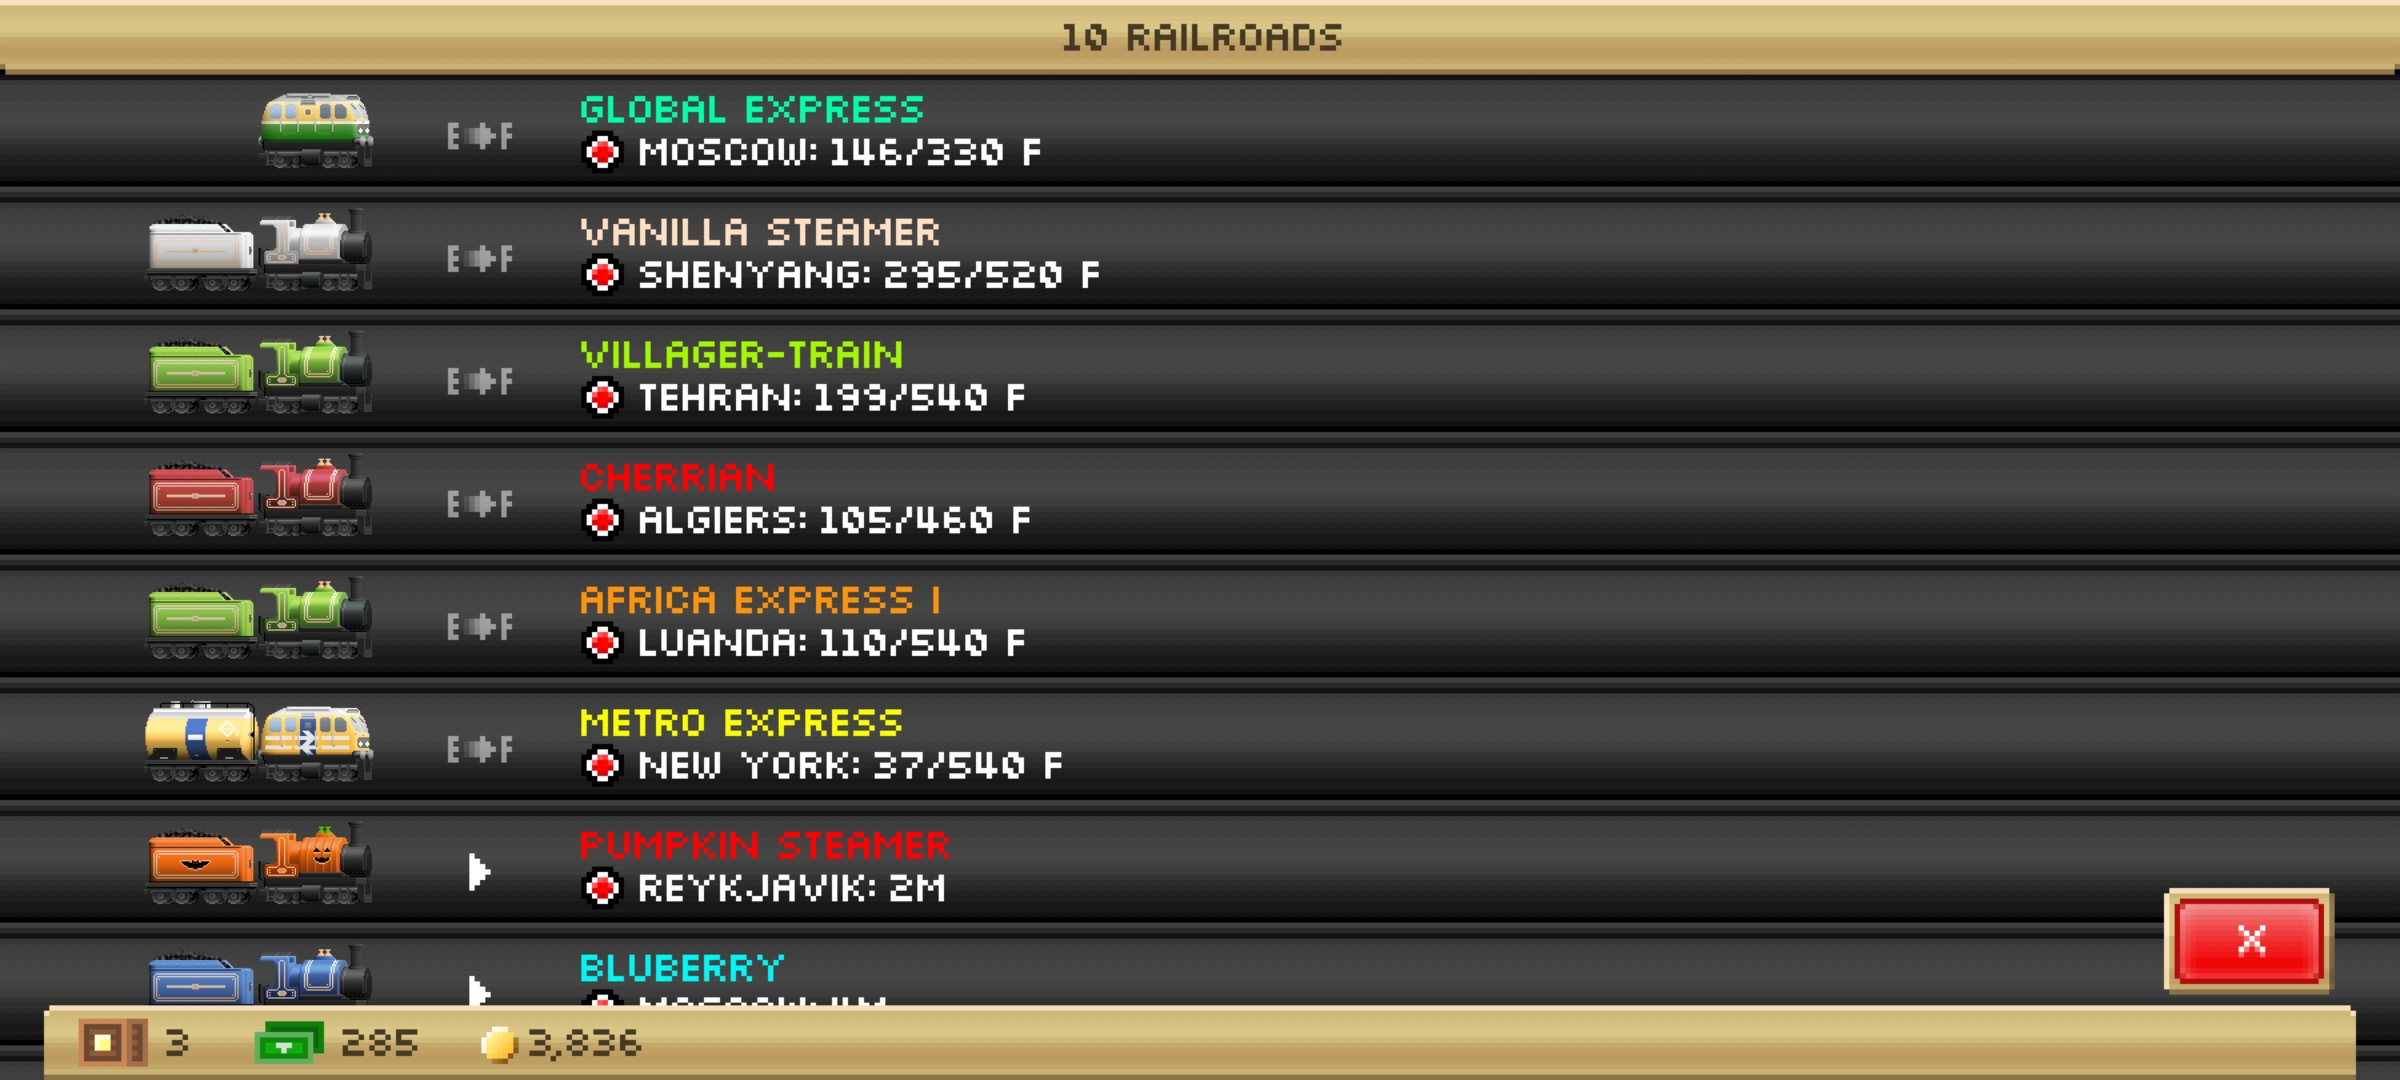 10 RAILROADS
E F
GLOBAL EXPRESS
MOSCOW: 146/330 F
E F
VANILLA STEAMER
SHENYANG: 295/520 F
E F
VILLAGER-TRAIN
TEHRAN: 199/540 F
E F
CHERRIAN
ALGIERS: 105/460 F
E F
AFRICA EXPRESS I
LUANDA: 110/540 F
E F
METRO EXPRESS
NEW YORK: 37/540 F
PUMPKIN STEAMER
REYKJAVIK: 2M
BLUBERRY
X
3
285
3,836